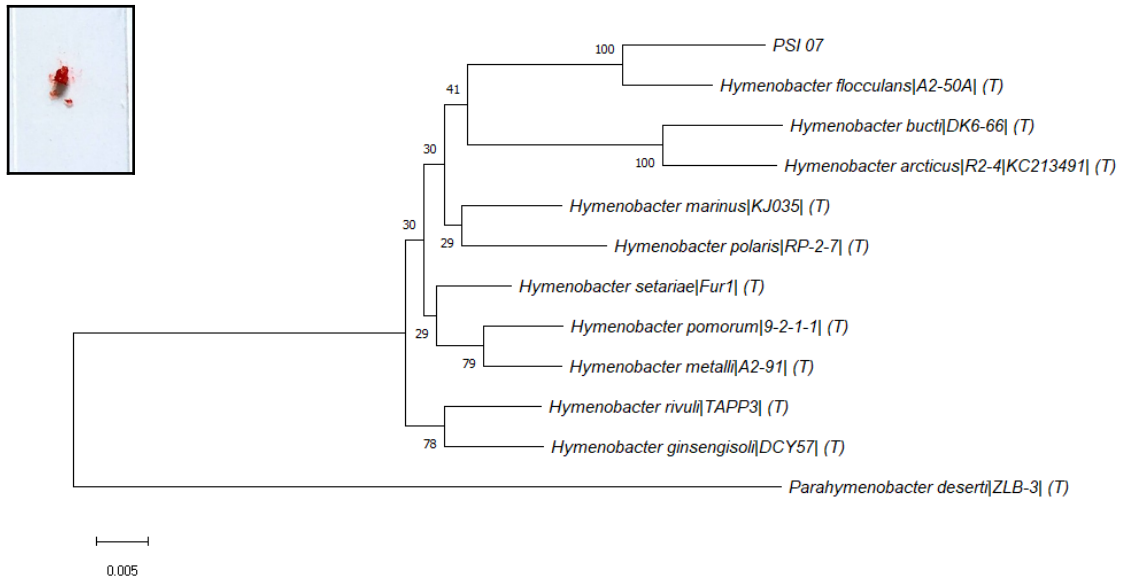 100
PSI 07
Hymenobacter flocculans|A2-50A| (T)
41
Hymenobacter bucti|DK6-66| (T)
100
Hymenobacter arcticus|R2-4|KC213491| (T)
30
Hymenobacter marinus|KJ035| (T)
29
Hymenobacter polaris|RP-2-7| (T)
30
Hymenobacter setariae|Fur1| (T)
29
Hymenobacter pomorum|9-2-1-1| (T)
79
Hymenobacter metalli|A2-91| (T)
Hymenobacter rivuli|TAPP3| (T)
78
Hymenobacter ginsengisoli|DCY57| (T)
Parahymenobacter deserti|ZLB-3| (T)
0.005